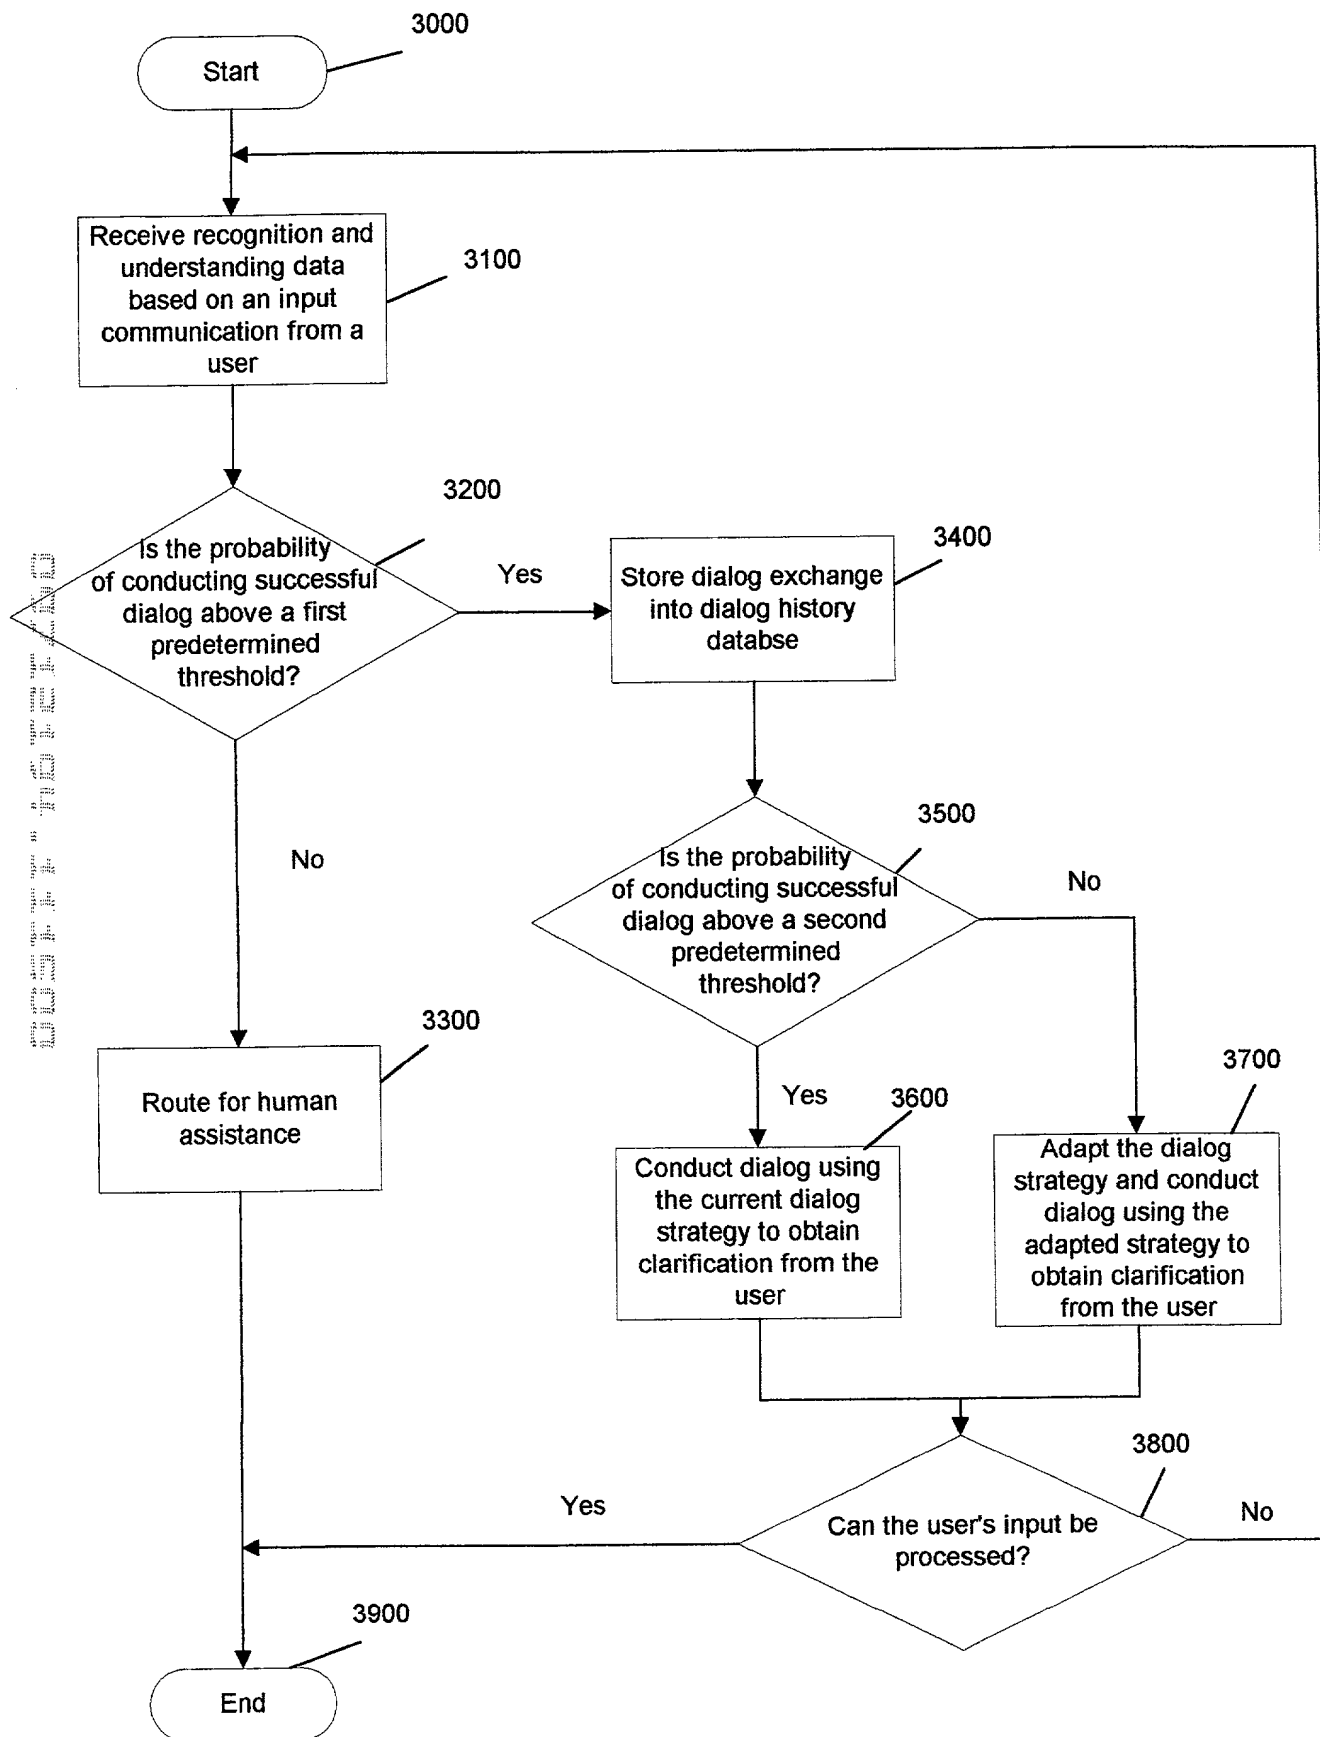 3000
Start
Receive recognition and
understanding data
based on an input
communication from a
user
3100
3200
Is the probability
of conducting successful
dialog above a first
predetermined
threshold?
Yes
3400
Store dialog exchange
into dialog history
databse
No
3500
Is the probability
of conducting successful
dialog above a second
predetermined
threshold?
No
3300
Route for human
assistance
Yes
3600
Conduct dialog using
the current dialog
strategy to obtain
clarification from the
user
3700
Adapt the dialog
strategy and conduct
dialog using the
adapted strategy to
obtain clarification
from the user
3800
Can the user's input be
processed?
Yes
No
3900
End